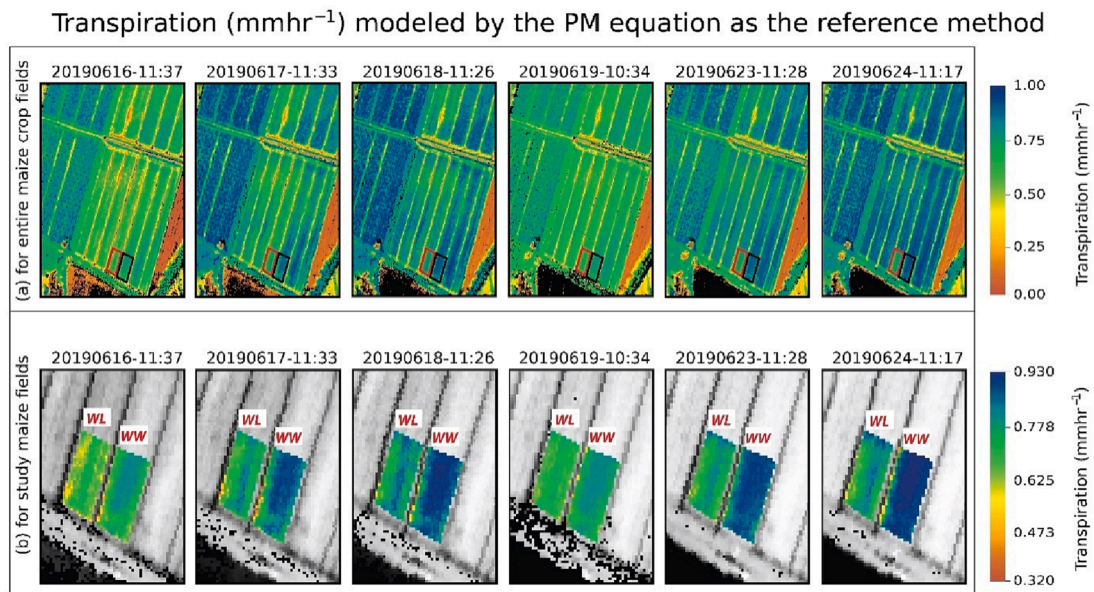 Transpiration (mmhr⁻¹) modeled by the PM equation as the reference method
(a) for entire maize crop fields
20190616-11:37 20190617-11:33 20190618-11:26 20190619-10:34 20190623-11:28 20190624-11:17
1.00
0.75
0.50
0.25
0.00
Transpiration (mmhr⁻¹)
(b) for study maize fields
20190616-11:37 20190617-11:33 20190618-11:26 20190619-10:34 20190623-11:28 20190624-11:17
WL WL WL WL WL WL
WW WW WW WW WW WW
0.930
0.778
0.625
0.473
0.320
Transpiration (mmhr⁻¹)